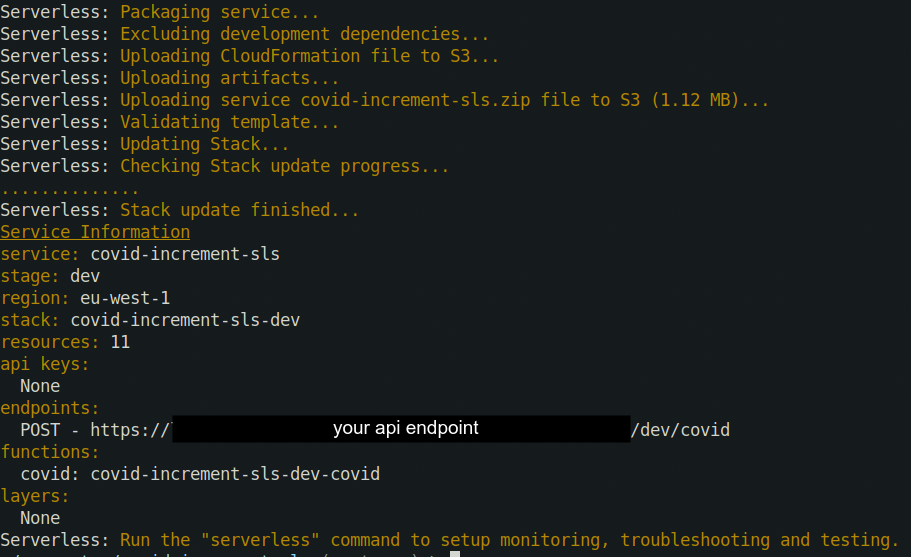 Serverless: Packaging service...
Serverless: Excluding development dependencies...
Serverless: Uploading CloudFormation file to S3...
Serverless: Uploading artifacts...
Serverless: Uploading service covid-increment-sls.zip file to S3 (1.12 MB)...
Serverless: Validating template...
Serverless: Updating Stack...
Serverless: Checking Stack update progress...
..............
Serverless: Stack update finished...
Service Information
service: covid-increment-sls
stage: dev
region: eu-west-1
stack: covid-increment-sls-dev
resources: 11
api keys:
  None
endpoints:
  POST - https:// your api endpoint /dev/covid
functions:
  covid: covid-increment-sls-dev-covid
layers:
  None
Serverless: Run the "serverless" command to setup monitoring, troubleshooting and testing.